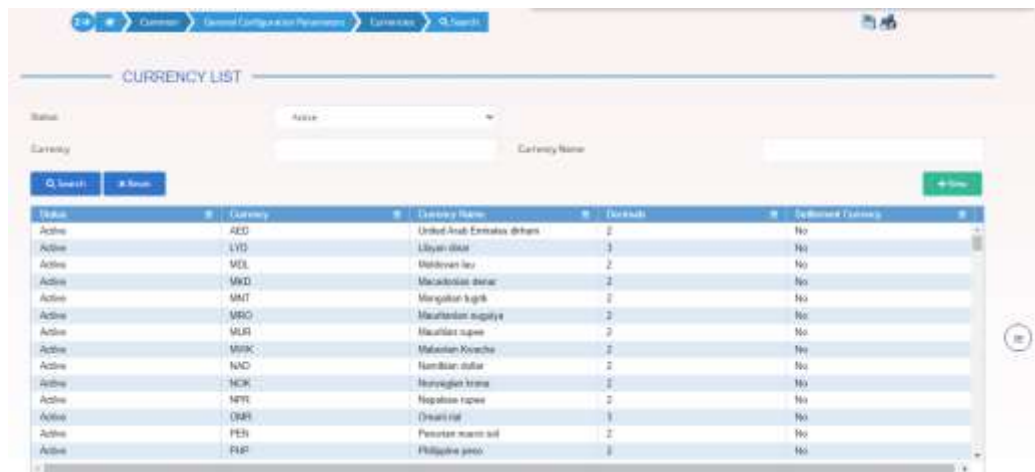 Common General Configuration Parameters Currencies Search
CURRENCY LIST
Status Active
Currency Currency Name
Search Reset New
Status Currency Currency Name Decimals Settlement Currency
Active AED United Arab Emirates dirham 2 No
Active LYD Libyan dinar 3 No
Active MDL Moldovan leu 2 No
Active MKD Macedonian denar 2 No
Active MNT Mongolian tugrik 2 No
Active MRO Mauritanian ouguiya 2 No
Active MUR Mauritian rupee 2 No
Active MWK Malawian Kwacha 2 No
Active NAD Namibian dollar 2 No
Active NOK Norwegian krone 2 No
Active NPR Nepalese rupee 2 No
Active OMR Omani rial 3 No
Active PEN Peruvian nuevo sol 2 No
Active PHP Philippine peso 2 No